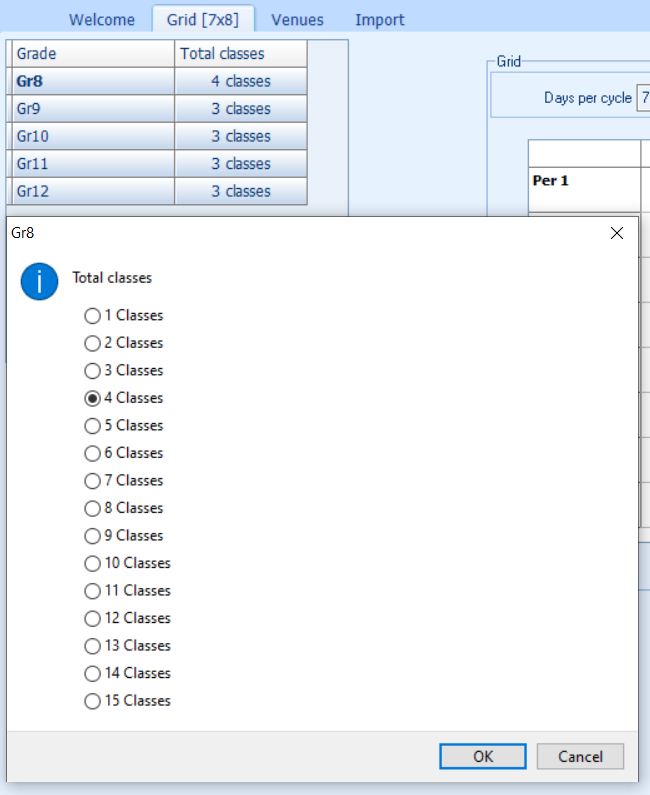 Welcome Grid [7x8] Venues Import
Grade Total classes
Gr8 4 classes
Gr9 3 classes
Gr10 3 classes
Gr11 3 classes
Gr12 3 classes
Grid
Days per cycle 7
Per 1
Gr8
i Total classes
1 Classes
2 Classes
3 Classes
4 Classes
5 Classes
6 Classes
7 Classes
8 Classes
9 Classes
10 Classes
11 Classes
12 Classes
13 Classes
14 Classes
15 Classes
OK Cancel